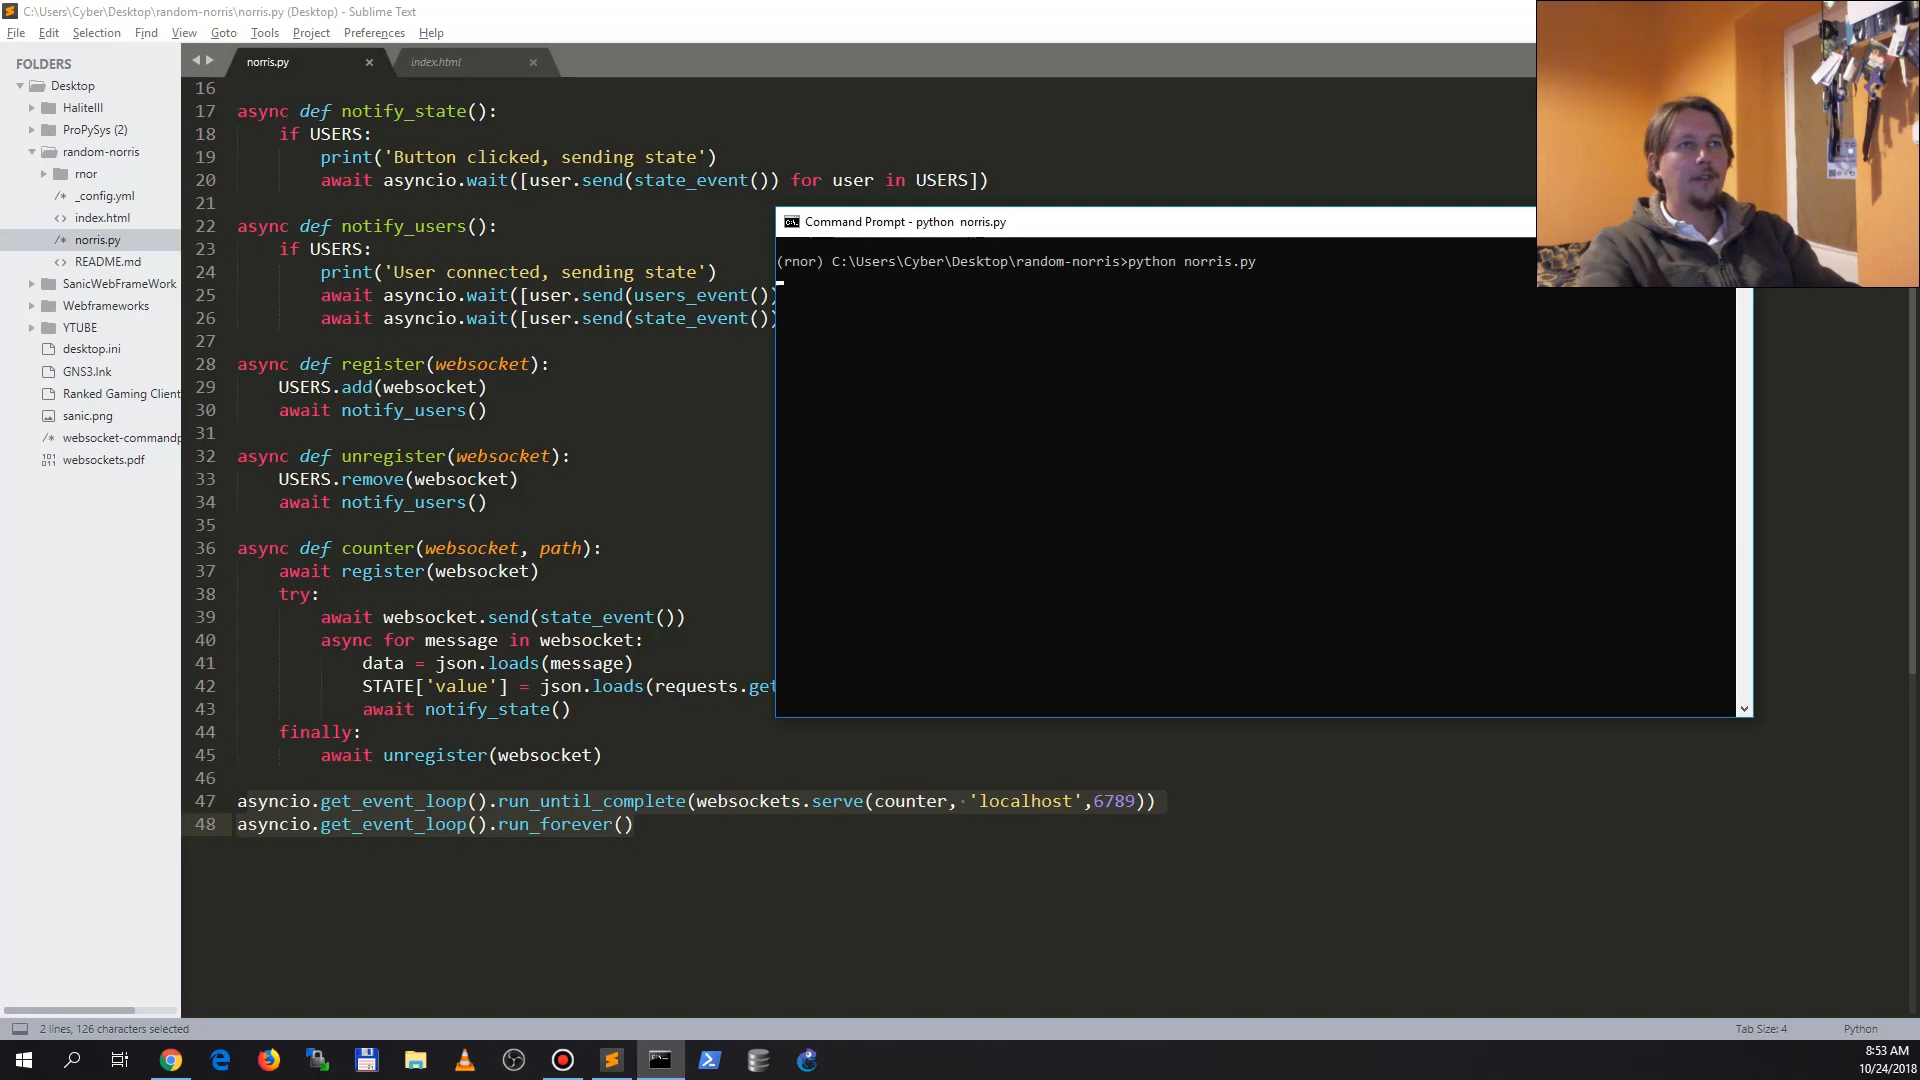 C:\Users\Cyber\Desktop\random-norris\norris.py (Desktop) - Sublime Text
File Edit Selection Find View Goto Tools Project Preferences Help
FOLDERS
Desktop
HaliteIII
ProPySys (2)
random-norris
rnor
/* _config.yml
<> index.html
/* norris.py
<> README.md
SanicWebFrameWork
Webframeworks
YTUBE
desktop.ini
GNS3.lnk
Ranked Gaming Client
sanic.png
/* websocket-commandp
websockets.pdf
norris.py
index.html
16
17 async def notify_state():
18 if USERS:
19 print('Button clicked, sending state')
20 await asyncio.wait([user.send(state_event()) for user in USERS])
21
22 async def notify_users():
23 if USERS:
24 print('User connected, sending state')
25 await asyncio.wait([user.send(users_event())
26 await asyncio.wait([user.send(state_event())
27
28 async def register(websocket):
29 USERS.add(websocket)
30 await notify_users()
31
32 async def unregister(websocket):
33 USERS.remove(websocket)
34 await notify_users()
35
36 async def counter(websocket, path):
37 await register(websocket)
38 try:
39 await websocket.send(state_event())
40 async for message in websocket:
41 data = json.loads(message)
42 STATE['value'] = json.loads(requests.get
43 await notify_state()
44 finally:
45 await unregister(websocket)
46
47 asyncio.get_event_loop().run_until_complete(websockets.serve(counter, 'localhost',6789))
48 asyncio.get_event_loop().run_forever()
Command Prompt - python norris.py
(rnor) C:\Users\Cyber\Desktop\random-norris>python norris.py
2 lines, 126 characters selected
Tab Size: 4
Python
8:53 AM
10/24/2018